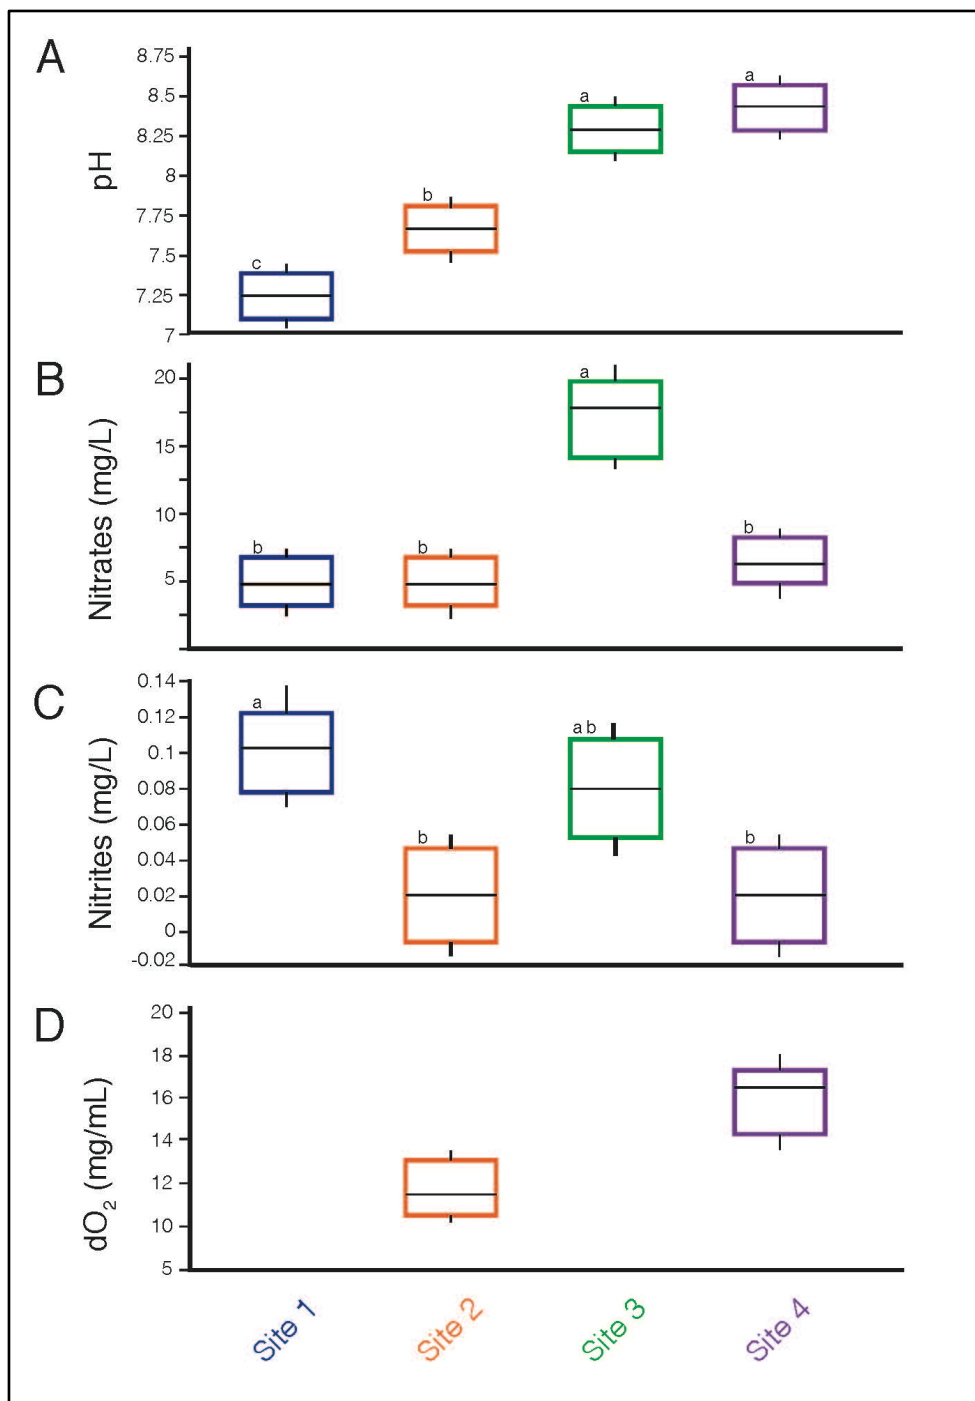 A
pH
8.75
8.5
8.25
8
7.75
7.5
7.25
7
c
b
a
a
B
Nitrates (mg/L)
20
15
10
5
b
b
a
b
C
Nitrites (mg/L)
0.14
0.12
0.1
0.08
0.06
0.04
0.02
0
-0.02
a
b
a b
b
D
dO₂ (mg/mL)
20
18
16
14
12
10
5
Site 1
Site 2
Site 3
Site 4